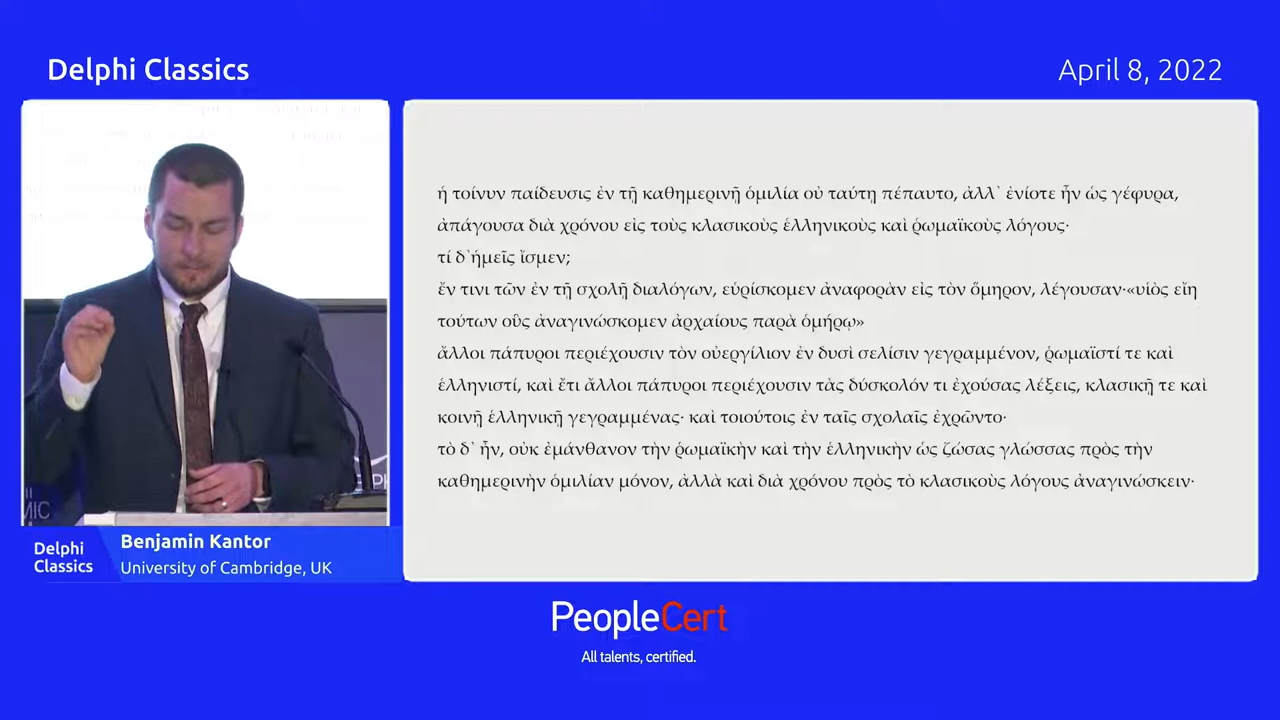 Delphi Classics
April 8, 2022
ἡ τοίνυν παίδευσις ἐν τῇ καθημερινῇ ὁμιλίᾳ οὐ ταύτῃ πέπαυτο, ἀλλ᾽ ἐνίοτε ἦν ὡς γέφυρα,
ἀπάγουσα διὰ χρόνου εἰς τοὺς κλασικοὺς ἑλληνικοὺς καὶ ῥωμαϊκοὺς λόγους·
τί δ᾽ἡμεῖς ἴσμεν;
ἔν τινι τῶν ἐν τῇ σχολῇ διαλόγων, εὑρίσκομεν ἀναφορὰν εἰς τὸν ὅμηρον, λέγουσαν·«υἱὸς εἴη
τούτων οὓς ἀναγινώσκομεν ἀρχαίους παρὰ ὁμήρῳ»
ἄλλοι πάπυροι περιέχουσιν τὸν οὐεργίλιον ἐν δυσὶ σελίσιν γεγραμμένον, ῥωμαϊστί τε καὶ
ἑλληνιστί, καὶ ἔτι ἄλλοι πάπυροι περιέχουσιν τὰς δύσκολόν τι ἐχούσας λέξεις, κλασικῇ τε καὶ
κοινῇ ἑλληνικῇ γεγραμμένας· καὶ τοιούτοις ἐν ταῖς σχολαῖς ἐχρῶντο·
τὸ δ᾽ ἦν, οὐκ ἐμάνθανον τὴν ῥωμαϊκὴν καὶ τὴν ἑλληνικὴν ὡς ζώσας γλώσσας πρὸς τὴν
καθημερινὴν ὁμιλίαν μόνον, ἀλλὰ καὶ διὰ χρόνου πρὸς τὸ κλασικοὺς λόγους ἀναγινώσκειν·
Delphi
Classics
Benjamin Kantor
University of Cambridge, UK
PeopleCert
All talents, certified.